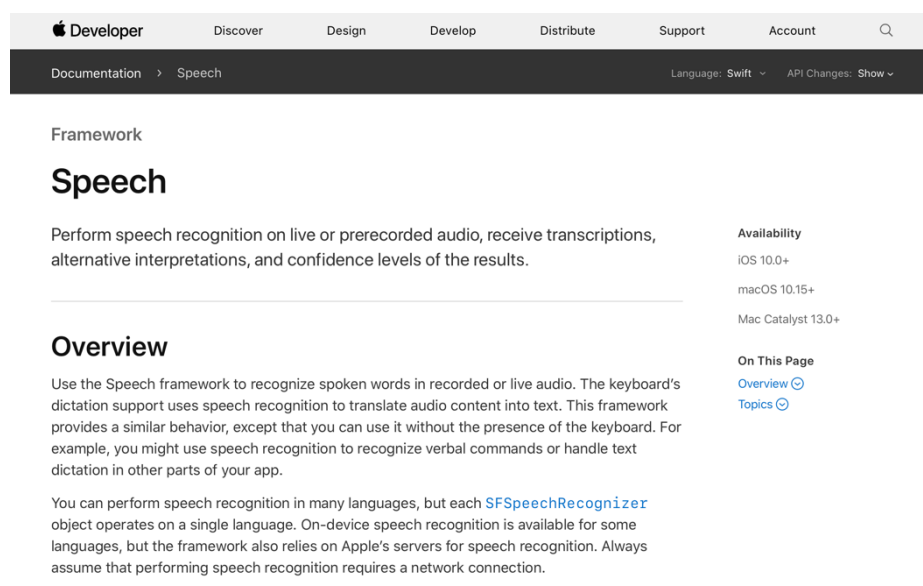 Developer Discover Design Develop Distribute Support Account
Documentation > Speech Language: Swift API Changes: Show
Framework
Speech
Perform speech recognition on live or prerecorded audio, receive transcriptions,
alternative interpretations, and confidence levels of the results.
Availability
iOS 10.0+
macOS 10.15+
Mac Catalyst 13.0+
On This Page
Overview
Topics
Overview
Use the Speech framework to recognize spoken words in recorded or live audio. The keyboard’s
dictation support uses speech recognition to translate audio content into text. This framework
provides a similar behavior, except that you can use it without the presence of the keyboard. For
example, you might use speech recognition to recognize verbal commands or handle text
dictation in other parts of your app.
You can perform speech recognition in many languages, but each SFSpeechRecognizer
object operates on a single language. On-device speech recognition is available for some
languages, but the framework also relies on Apple’s servers for speech recognition. Always
assume that performing speech recognition requires a network connection.